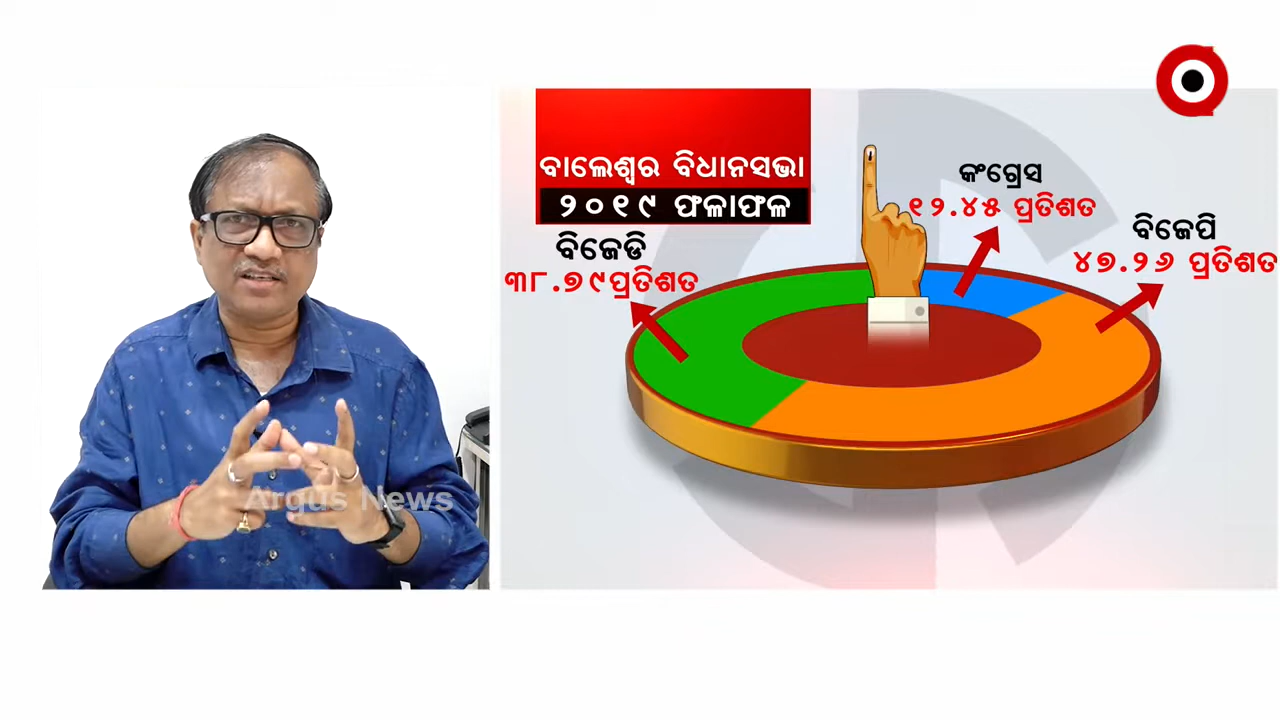 ବାଲେଶ୍ୱର ବିଧାନସଭା
୨୦୧୯ ଫଳାଫଳ
କଂଗ୍ରେସ
୧୨.୪୫ ପ୍ରତିଶତ
ବିଜେପି
୪୭.୨୬ ପ୍ରତିଶତ
ବିଜେଡି
୩୮.୭୯ପ୍ରତିଶତ
Argus News